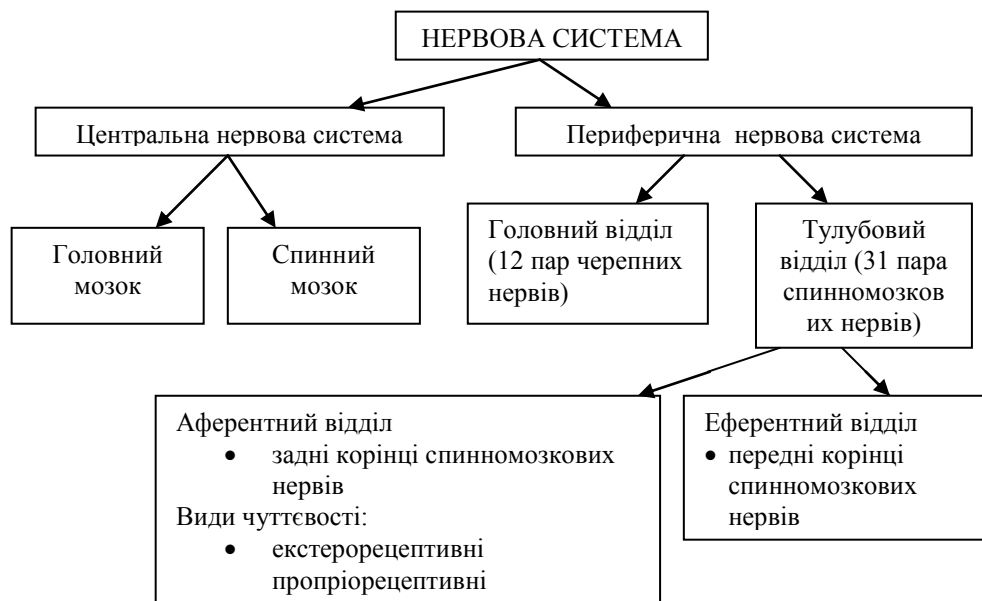 НЕРВОВА СИСТЕМА
Центральна нервова система
Периферична нервова система
Головний
мозок
Спинний
мозок
Головний відділ
(12 пар черепних
нервів)
Тулубовий
відділ (31 пара
спинномозков
их нервів)
Аферентний відділ
• задні корінці спинномозкових
нервів
Види чуттєвості:
• екстерорецептивні
пропріорецептивні
Еферентний відділ
• передні корінці
спинномозкових
нервів